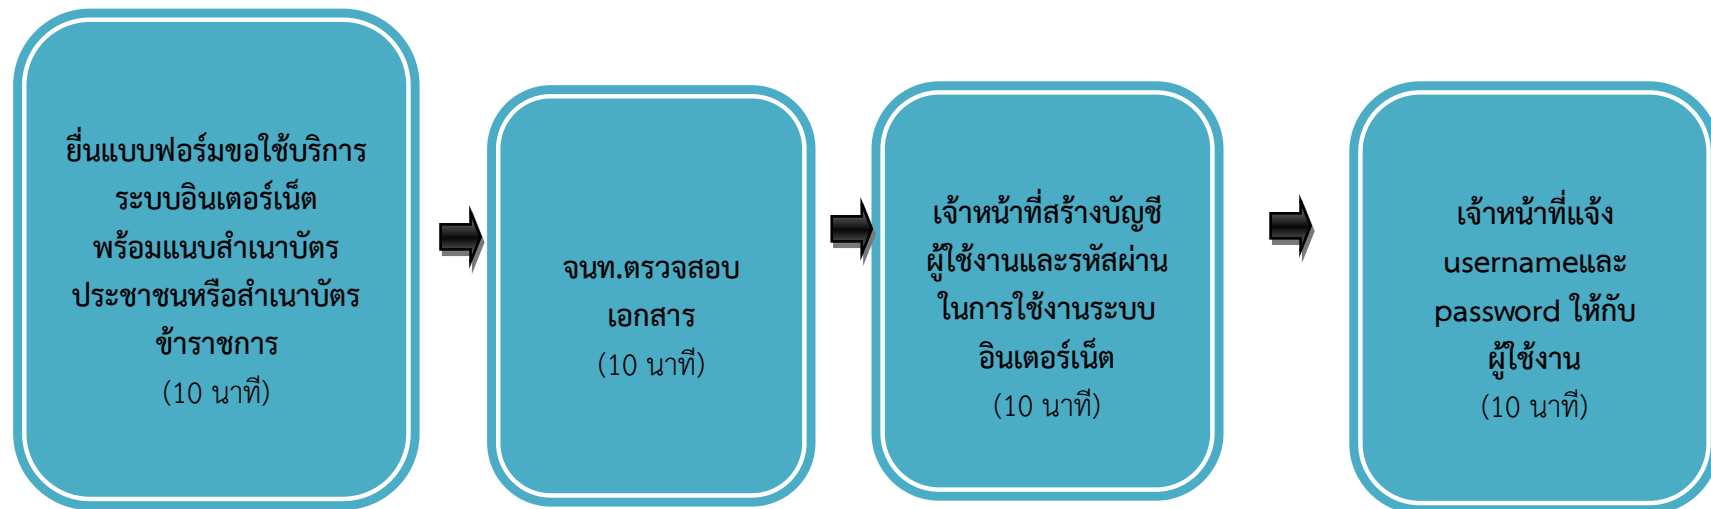 ยื่นแบบฟอร์มขอใช้บริการ
ระบบอินเตอร์เน็ต
พร้อมแนบสำเนาบัตร
ประชาชนหรือสำเนาบัตร
ข้าราชการ
(10 นาที)
จนท.ตรวจสอบ
เอกสาร
(10 นาที)
เจ้าหน้าที่สร้างบัญชี
ผู้ใช้งานและรหัสผ่าน
ในการใช้งานระบบ
อินเตอร์เน็ต
(10 นาที)
เจ้าหน้าที่แจ้ง
usernameและ
password ให้กับ
ผู้ใช้งาน
(10 นาที)